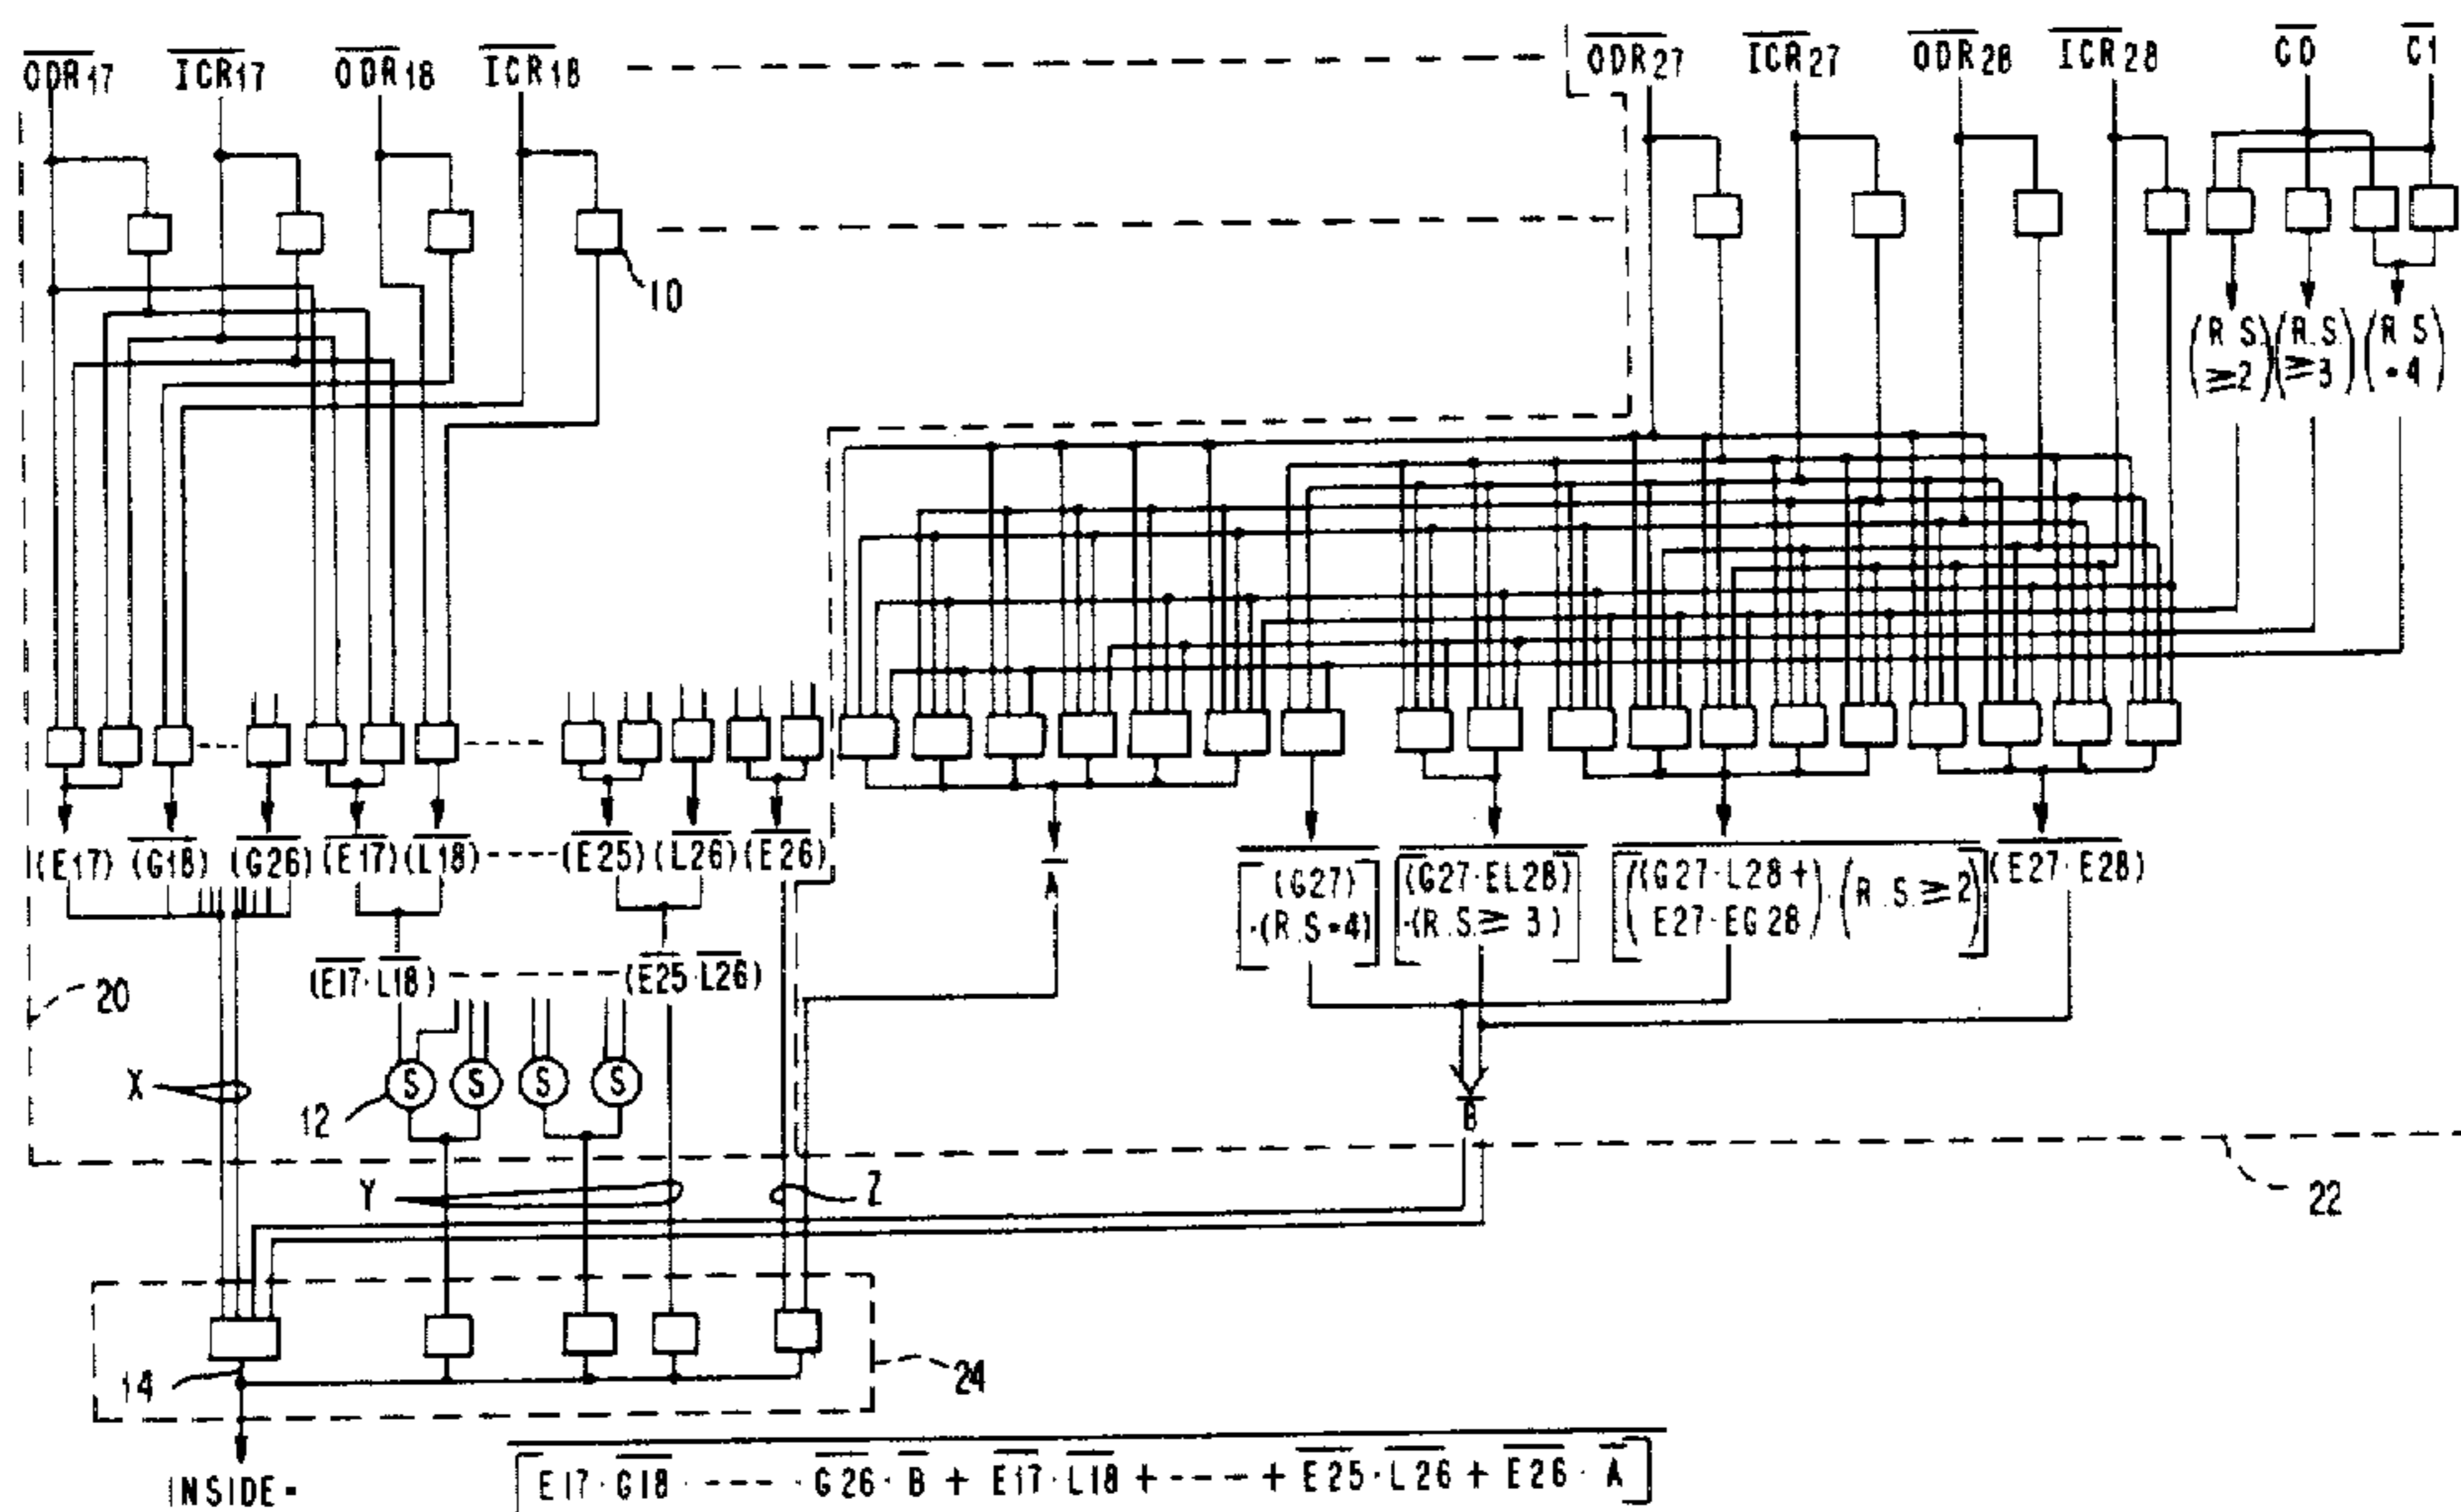 ODR17 ICR17 ODR18 ICR18 ODR27 ICR27 ODR28 ICR28 C0 C1
10
(R.S. ≥2) (R.S. ≥3) (R.S. =4)
(E17) (G18) (G26) (E17) (L18) ---- (E25) (L26) (E26)
A
[(G27) ·(R.S=4)]
[(G27·EL28) ·(R.S.≥3)]
[(G27·L28+ E27·EG28)·(R.S.≥2)]
(E27·E28)
(E17·L18) ---- (E25·L26)
20
S S S S
X
12
B
Y
Z
22
14
24
INSIDE= [E17·G18 ---- ·G26·B + E17·L18 +----+ E25·L26 + E26·A]